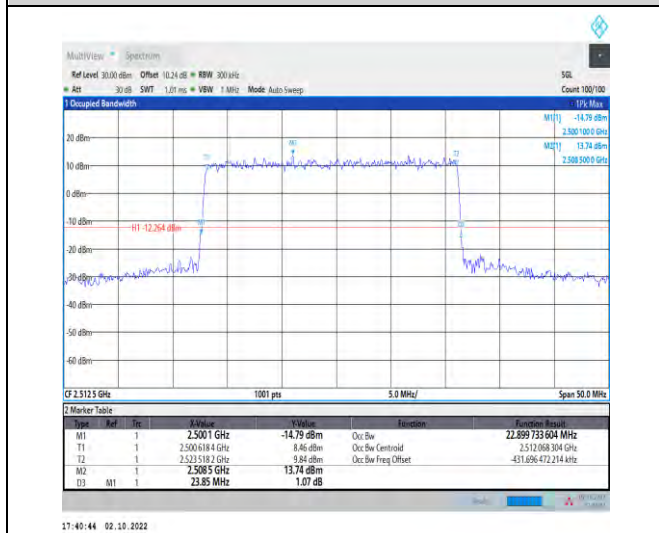 MultiView Spectrum
Ref Level 30.00 dBm Offset 10.24 dB RBW 300 kHz SGL
Att 30 dB SWT 1.01 ms VBW 1 MHz Mode Auto Sweep Count 100/100
1 Occupied Bandwidth 1Pk Max
M1[1] -14.79 dBm
2.500 100 0 GHz
M2[1] 13.74 dBm
2.508 500 0 GHz
20 dBm
M2
T1
T2
10 dBm
0 dBm
-10 dBm
H1 -12.264 dBm
-20 dBm
-30 dBm
-40 dBm
-50 dBm
-60 dBm
CF 2.512 5 GHz 1001 pts 5.0 MHz/ Span 50.0 MHz
2 Marker Table
Type Ref Trc X-Value Y-Value Function Function Result
M1 1 2.5001 GHz -14.79 dBm Occ Bw 22.899 733 604 MHz
T1 1 2.500 618 4 GHz 8.46 dBm Occ Bw Centroid 2.512 068 304 GHz
T2 1 2.523 518 2 GHz 9.84 dBm Occ Bw Freq Offset -431.696 472 214 kHz
M2 1 2.508 5 GHz 13.74 dBm
D3 M1 1 23.85 MHz 1.07 dB
17:40:44 02.10.2022